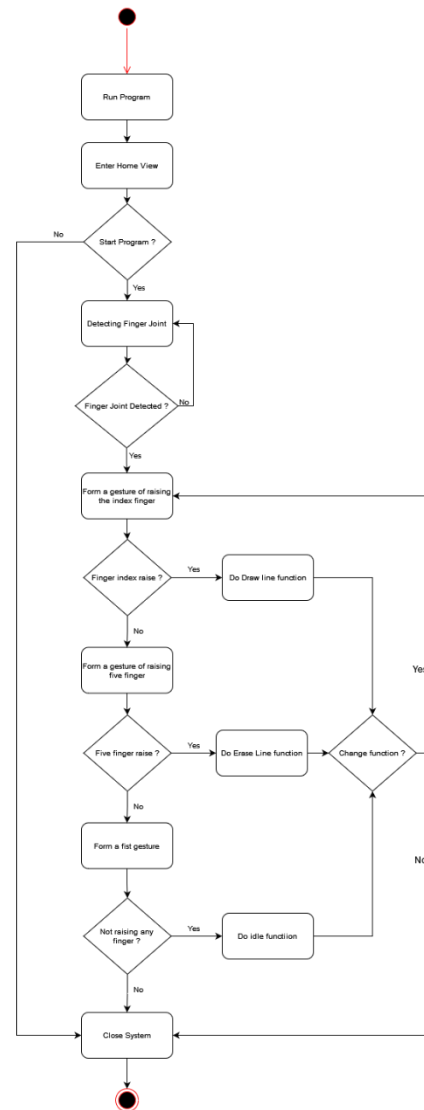 Run Program
Enter Home View
No
Start Program ?
Yes
Detecting Finger Joint
Finger Joint Detected ?
No
Yes
Form a gesture of raising
the index finger
Finger index raise ?
Yes
Do Draw line function
No
Form a gesture of raising
five finger
Yes
Five finger raise ?
Yes
Do Erase Line function
Change function ?
No
Form a fist gesture
No
Not raising any
finger ?
Yes
Do idle functiion
No
Close System